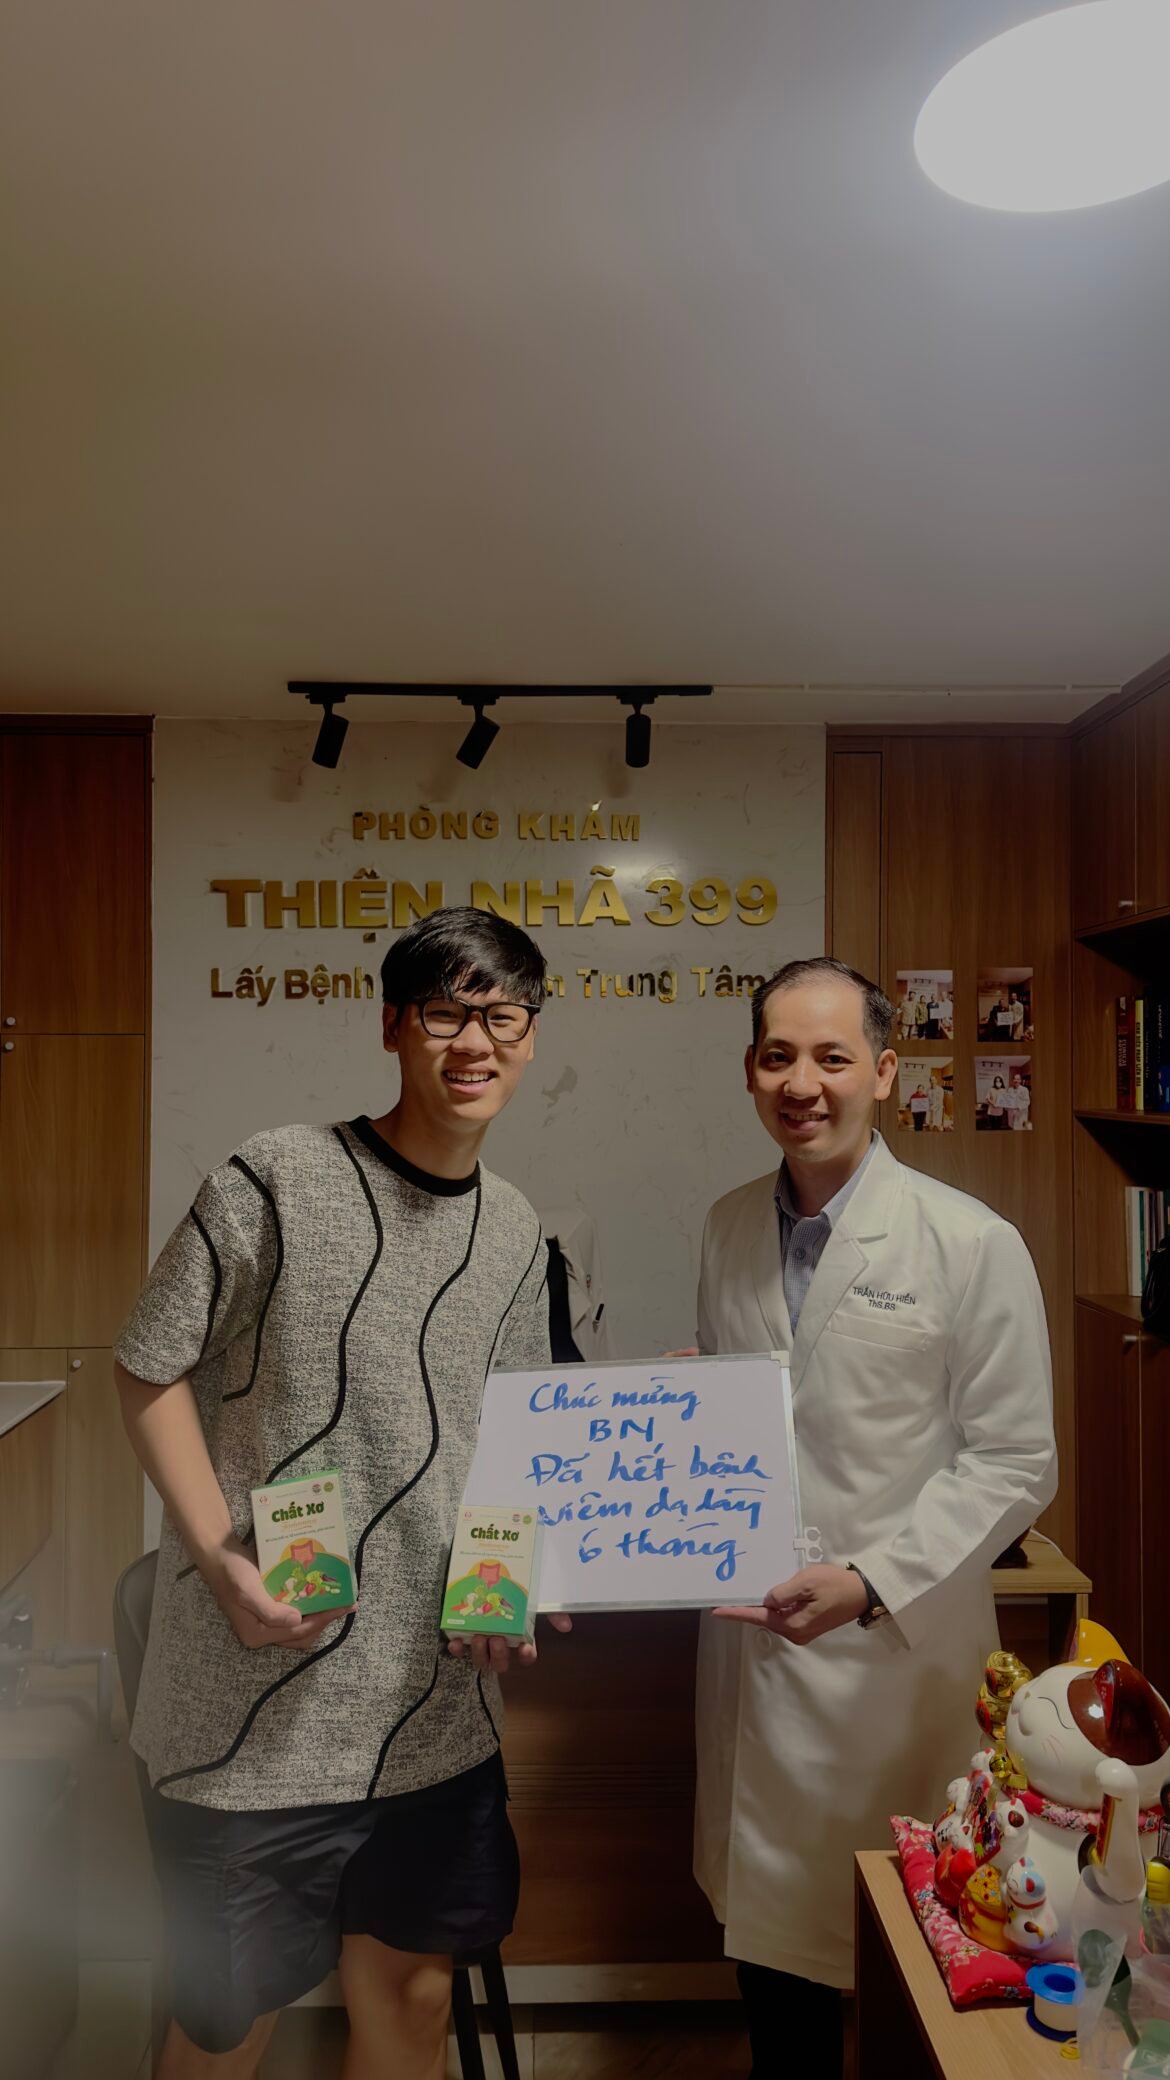 PHÒNG KHÁM
THIỆN NHÃ 399
Lấy Bệnh Trung Tâm
TRẦN HỮU HIỀN
ThS.BS
Chúc mừng
BN
Đã hết bệnh
viêm dạ dày
6 tháng
Chất Xơ
Chất Xơ